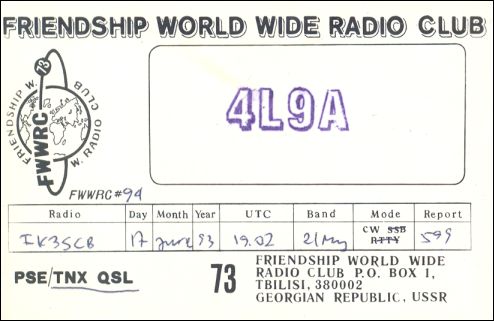 FRIENDSHIP WORLD WIDE RADIO CLUB
73
FRIENDSHIP W. W. RADIO CLUB
FWWRC
4L9A
FWWRC # 94
Radio Day Month Year UTC Band Mode Report
CW SSB
IK3SCB 17 June 93 19.02 21 RTTY 599
PSE/TNX QSL
73
FRIENDSHIP WORLD WIDE
RADIO CLUB P.O. BOX 1,
TBILISI, 380002
GEORGIAN REPUBLIC, USSR